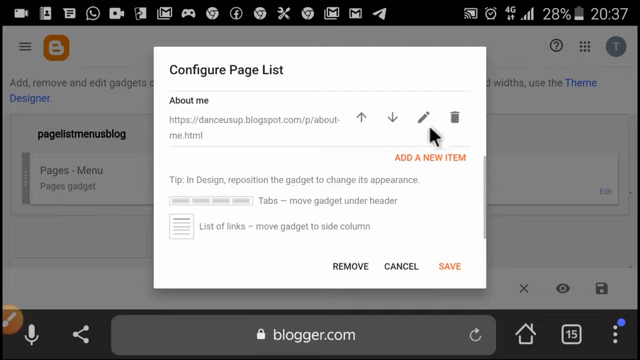 4G
28% 20:37
T
Add, remove and edit gadgets o
d widths, use the Theme
Designer.
pagelistmenusblog
Pages - Menu
Pages gadget
Edit
Configure Page List
About me
https://danceusup.blogspot.com/p/about-
me.html
ADD A NEW ITEM
Tip: In Design, reposition the gadget to change its appearance.
Tabs — move gadget under header
List of links – move gadget to side column
REMOVE CANCEL SAVE
blogger.com
15